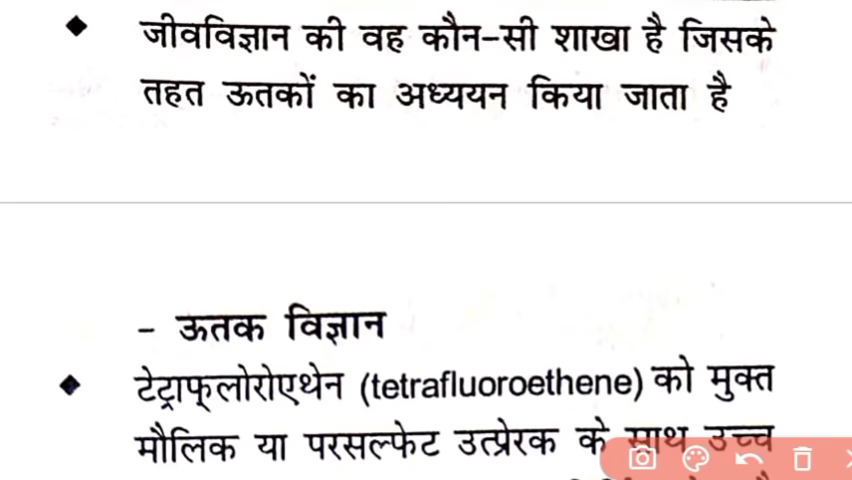 ◆ जीवविज्ञान की वह कौन-सी शाखा है जिसके
तहत ऊतकों का अध्ययन किया जाता है
- ऊतक विज्ञान
◆ टेट्राफ्लोरोएथेन (tetrafluoroethene) को मुक्त
मौलिक या परसल्फेट उत्प्रेरक के साथ उच्च